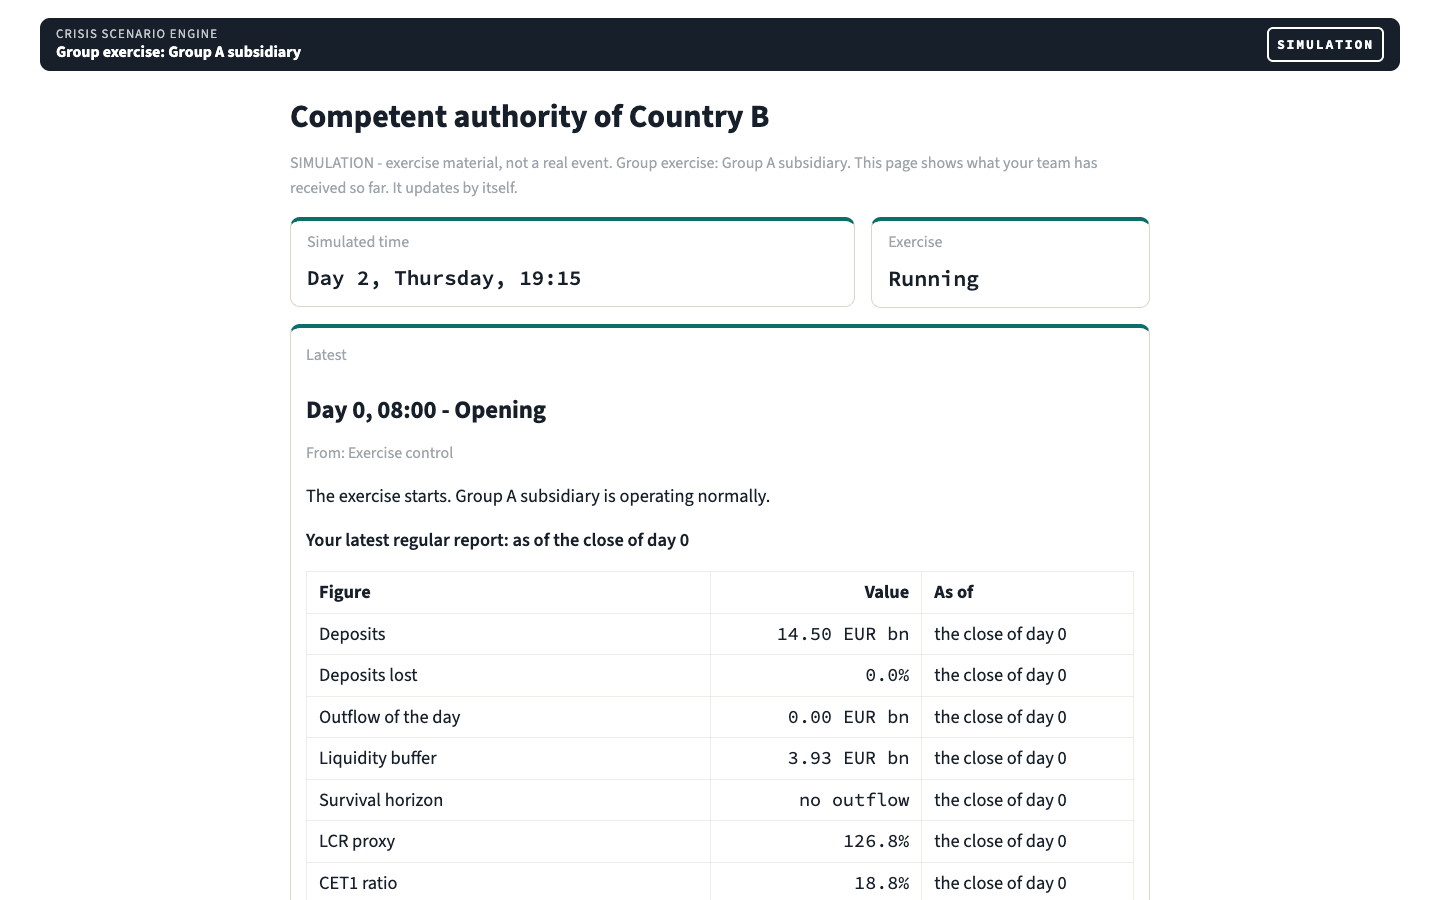 CRISIS SCENARIO ENGINE
Group exercise: Group A subsidiary
SIMULATION
Competent authority of Country B
SIMULATION - exercise material, not a real event. Group exercise: Group A subsidiary. This page shows what your team has
received so far. It updates by itself.
Simulated time
Day 2, Thursday, 19:15
Exercise
Running
Latest
Day 0, 08:00 - Opening
From: Exercise control
The exercise starts. Group A subsidiary is operating normally.
Your latest regular report: as of the close of day 0
Figure Value As of
Deposits 14.50 EUR bn the close of day 0
Deposits lost 0.0% the close of day 0
Outflow of the day 0.00 EUR bn the close of day 0
Liquidity buffer 3.93 EUR bn the close of day 0
Survival horizon no outflow the close of day 0
LCR proxy 126.8% the close of day 0
CET1 ratio 18.8% the close of day 0